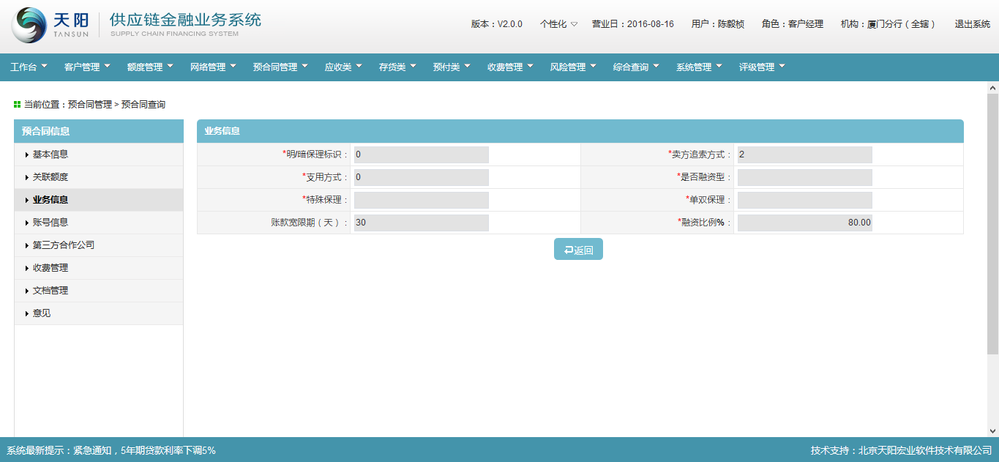 天阳 TANSUN 供应链金融业务系统 SUPPLY CHAIN FINANCING SYSTEM
版本：V2.0.0 个性化 营业日：2016-08-16 用户：陈毅桢 角色：客户经理 机构：厦门分行（全辖） 退出系统
工作台 客户管理 额度管理 网络管理 预合同管理 应收类 存货类 预付类 收费管理 风险管理 综合查询 系统管理 评级管理
当前位置：预合同管理 > 预合同查询
预合同信息
基本信息
关联额度
业务信息
账号信息
第三方合作公司
收费管理
文档管理
意见
业务信息
*明/暗保理标识： 0 *卖方追索方式： 2
*支用方式： 0 *是否融资型：
*特殊保理： *单双保理：
账款宽限期（天）： 30 *融资比例%： 80.00
返回
系统最新提示：紧急通知，5年期贷款利率下调5% 技术支持：北京天阳宏业软件技术有限公司